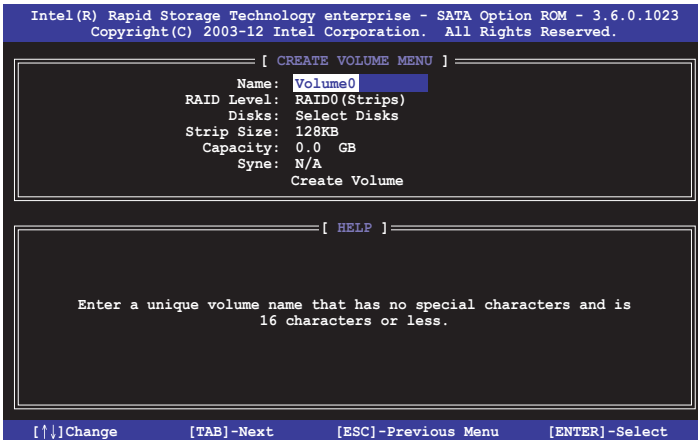 Intel(R) Rapid Storage Technology enterprise - SATA Option ROM - 3.6.0.1023
Copyright(C) 2003-12 Intel Corporation. All Rights Reserved.
[ CREATE VOLUME MENU ]
Name: Volume0
RAID Level: RAID0(Strips)
Disks: Select Disks
Strip Size: 128KB
Capacity: 0.0 GB
Syne: N/A
Create Volume
[ HELP ]
Enter a unique volume name that has no special characters and is
16 characters or less.
[↑↓]Change [TAB]-Next [ESC]-Previous Menu [ENTER]-Select